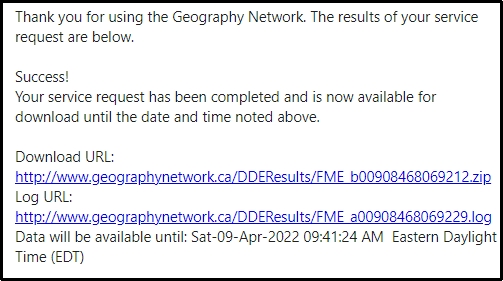 Thank you for using the Geography Network. The results of your service
request are below.
Success!
Your service request has been completed and is now available for
download until the date and time noted above.
Download URL:
http://www.geographynetwork.ca/DDEResults/FME_b00908468069212.zip
Log URL:
http://www.geographynetwork.ca/DDEResults/FME_a00908468069229.log
Data will be available until: Sat-09-Apr-2022 09:41:24 AM  Eastern Daylight
Time (EDT)